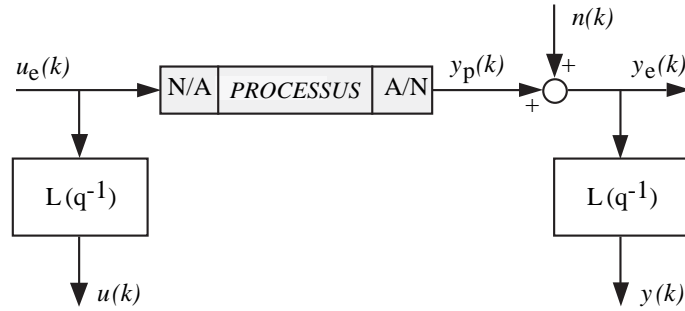 n(k)
u_e(k)
N/A PROCESSUS A/N
y_p(k)
+
+
y_e(k)
L(q^-1)
L(q^-1)
u(k)
y(k)